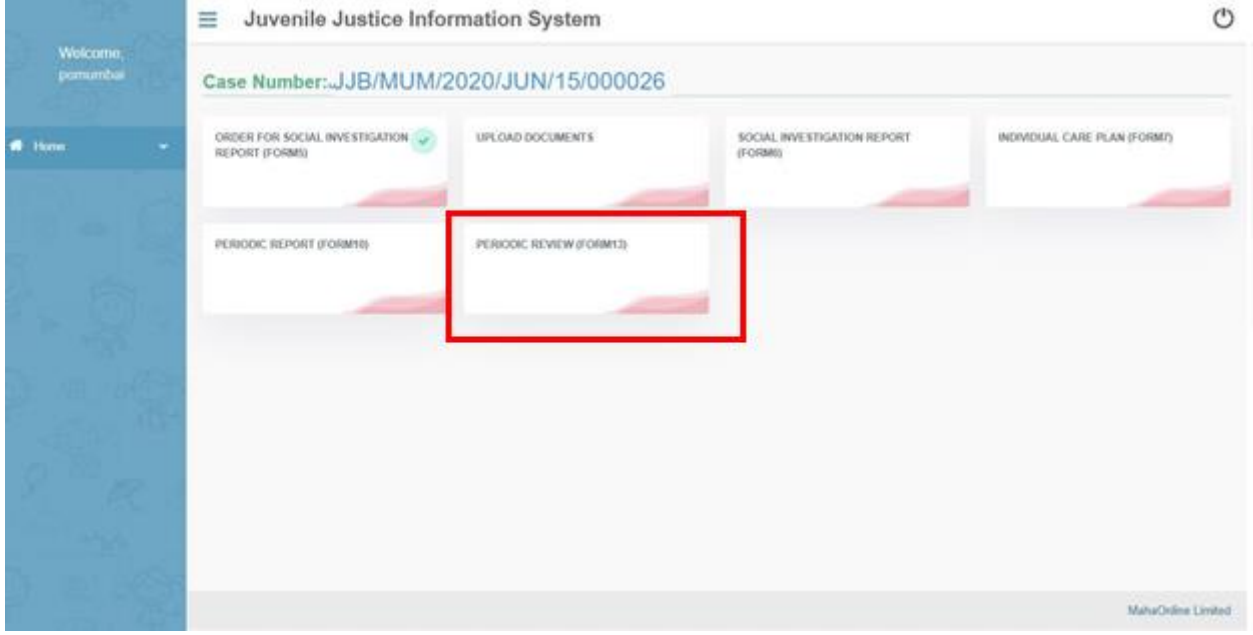 Juvenile Justice Information System
Welcome,
pomumbai
Case Number:JJB/MUM/2020/JUN/15/000026
Home
ORDER FOR SOCIAL INVESTIGATION
REPORT (FORM5)
UPLOAD DOCUMENTS
SOCIAL INVESTIGATION REPORT
(FORM6)
INDIVIDUAL CARE PLAN (FORM7)
PERIODIC REPORT (FORM10)
PERIODIC REVIEW (FORM13)
MahaOnline Limited